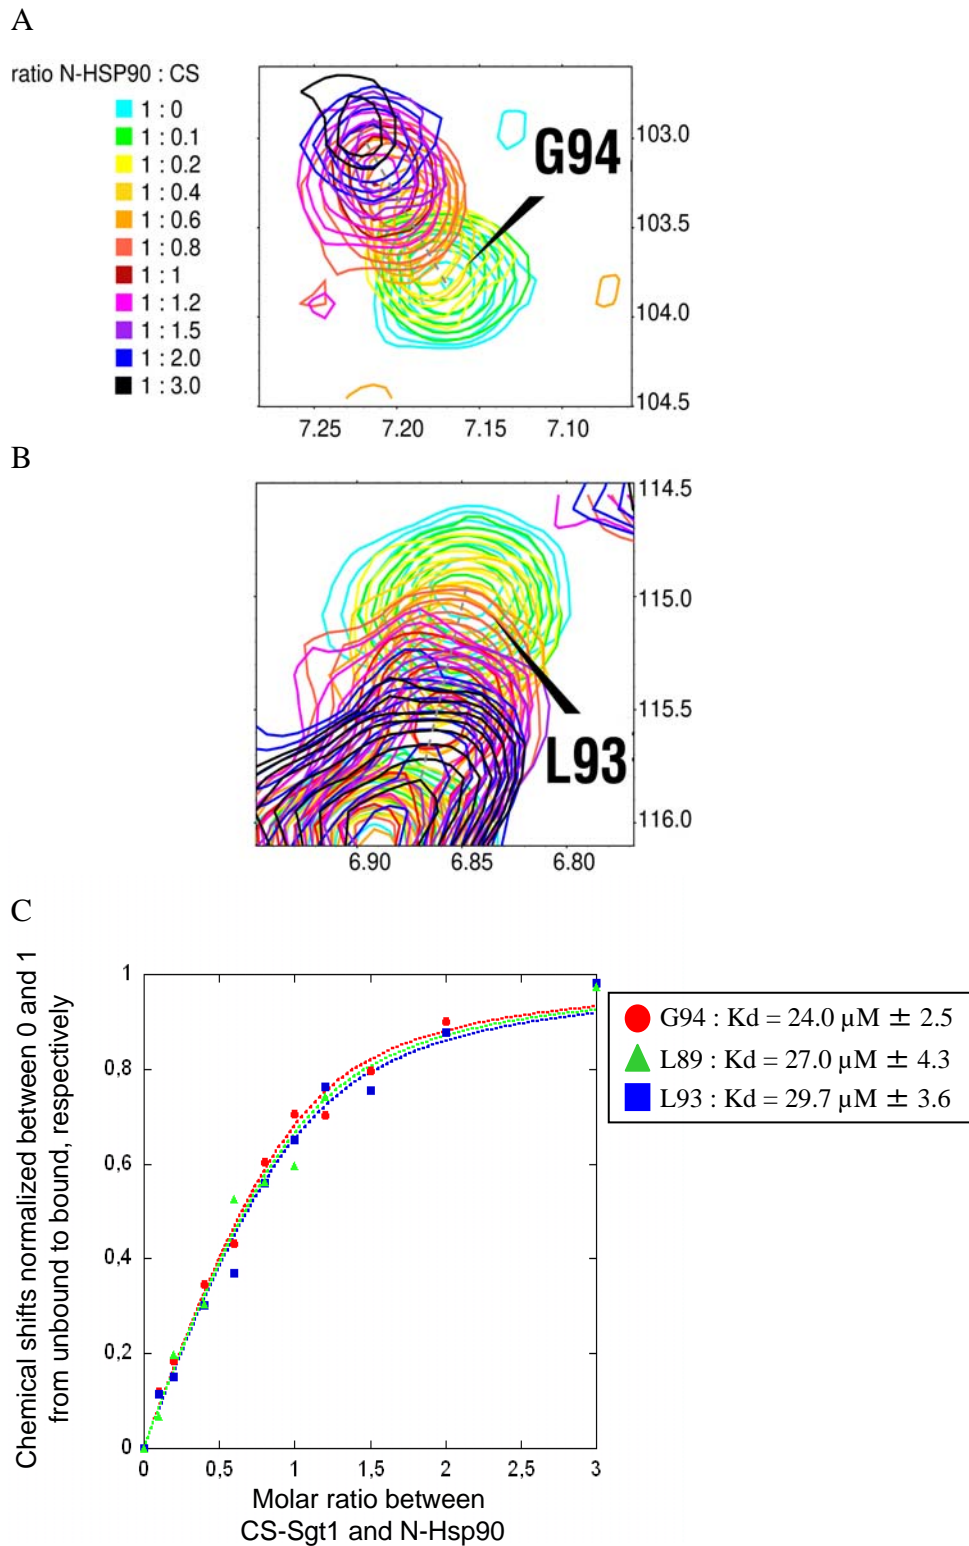 A
ratio N-HSP90 : CS
1 : 0
1 : 0.1
1 : 0.2
1 : 0.4
1 : 0.6
1 : 0.8
1 : 1
1 : 1.2
1 : 1.5
1 : 2.0
1 : 3.0
G94
103.0
103.5
104.0
104.5
7.25 7.20 7.15 7.10
B
114.5
115.0
115.5
116.0
L93
6.90 6.85 6.80
C
Chemical shifts normalized between 0 and 1
from unbound to bound, respectively
1
0,8
0,6
0,4
0,2
0
0 0,5 1 1,5 2 2,5 3
Molar ratio between
CS-Sgt1 and N-Hsp90
G94 : Kd = 24.0 µM ± 2.5
L89 : Kd = 27.0 µM ± 4.3
L93 : Kd = 29.7 µM ± 3.6